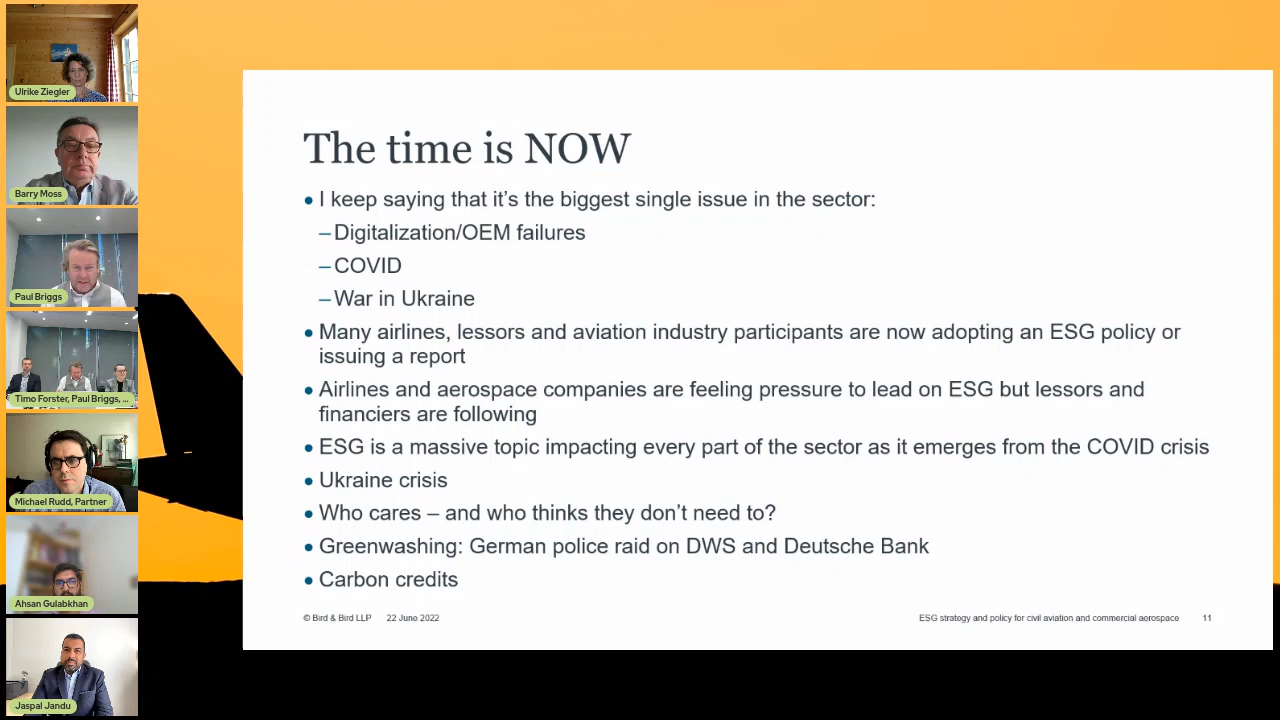 Ulrike Ziegler
Barry Moss
Paul Briggs
Timo Forster, Paul Briggs, ...
Michael Rudd, Partner
Ahsan Gulabkhan
Jaspal Jandu
The time is NOW
• I keep saying that it’s the biggest single issue in the sector:
– Digitalization/OEM failures
– COVID
– War in Ukraine
• Many airlines, lessors and aviation industry participants are now adopting an ESG policy or
issuing a report
• Airlines and aerospace companies are feeling pressure to lead on ESG but lessors and
financiers are following
• ESG is a massive topic impacting every part of the sector as it emerges from the COVID crisis
• Ukraine crisis
• Who cares – and who thinks they don’t need to?
• Greenwashing: German police raid on DWS and Deutsche Bank
• Carbon credits
© Bird & Bird LLP 22 June 2022 ESG strategy and policy for civil aviation and commercial aerospace 11